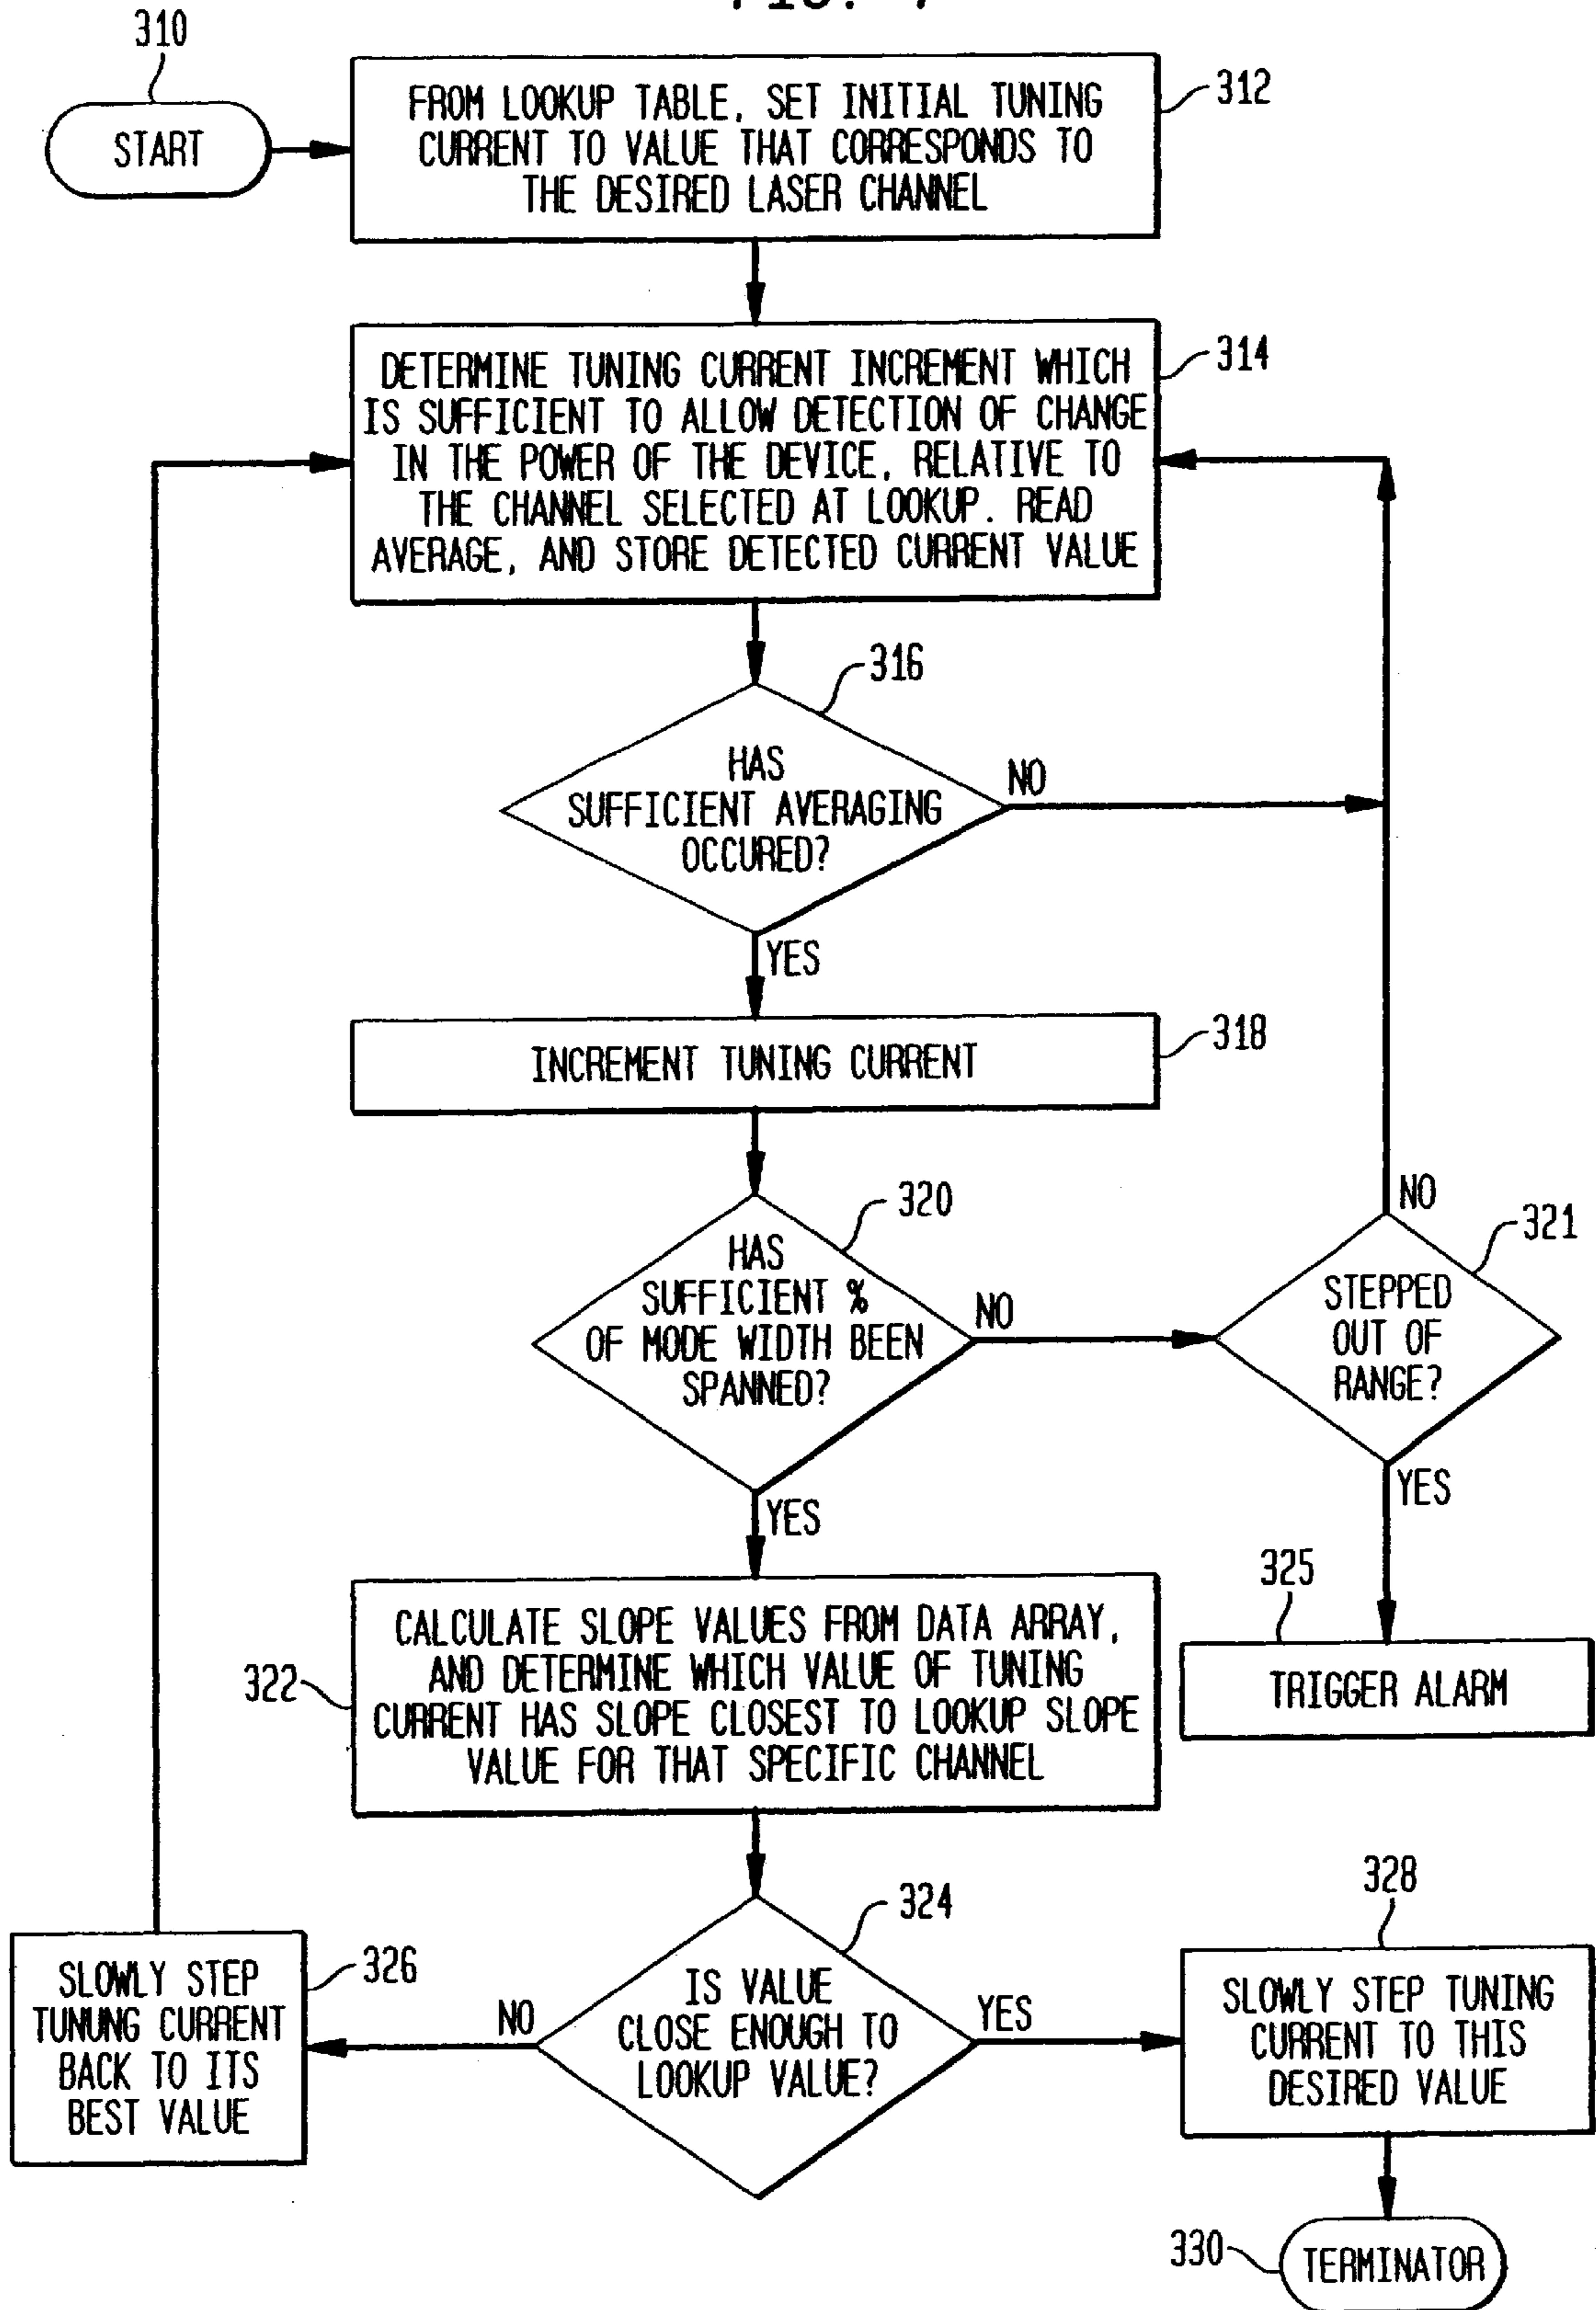 FIG. 7
310
START
FROM LOOKUP TABLE, SET INITIAL TUNING
CURRENT TO VALUE THAT CORRESPONDS TO
THE DESIRED LASER CHANNEL
312
DETERMINE TUNING CURRENT INCREMENT WHICH
IS SUFFICIENT TO ALLOW DETECTION OF CHANGE
IN THE POWER OF THE DEVICE, RELATIVE TO
THE CHANNEL SELECTED AT LOOKUP. READ
AVERAGE, AND STORE DETECTED CURRENT VALUE
314
316
HAS
SUFFICIENT AVERAGING
OCCURED?
NO
YES
INCREMENT TUNING CURRENT
318
320
HAS
SUFFICIENT %
OF MODE WIDTH BEEN
SPANNED?
NO
YES
321
STEPPED
OUT OF
RANGE?
NO
YES
325
TRIGGER ALARM
322
CALCULATE SLOPE VALUES FROM DATA ARRAY,
AND DETERMINE WHICH VALUE OF TUNING
CURRENT HAS SLOPE CLOSEST TO LOOKUP SLOPE
VALUE FOR THAT SPECIFIC CHANNEL
324
IS VALUE
CLOSE ENOUGH TO
LOOKUP VALUE?
NO
YES
326
SLOWLY STEP
TUNUNG CURRENT
BACK TO ITS
BEST VALUE
328
SLOWLY STEP TUNING
CURRENT TO THIS
DESIRED VALUE
330
TERMINATOR